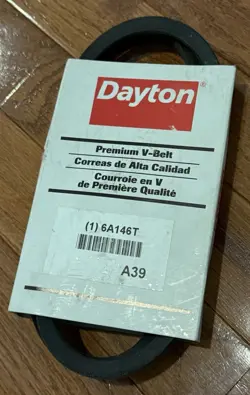 Dayton®
Premium V-Belt
Correas de Alta Calidad
Courroie en V
de Première Qualité
(1) 6A146T
A39